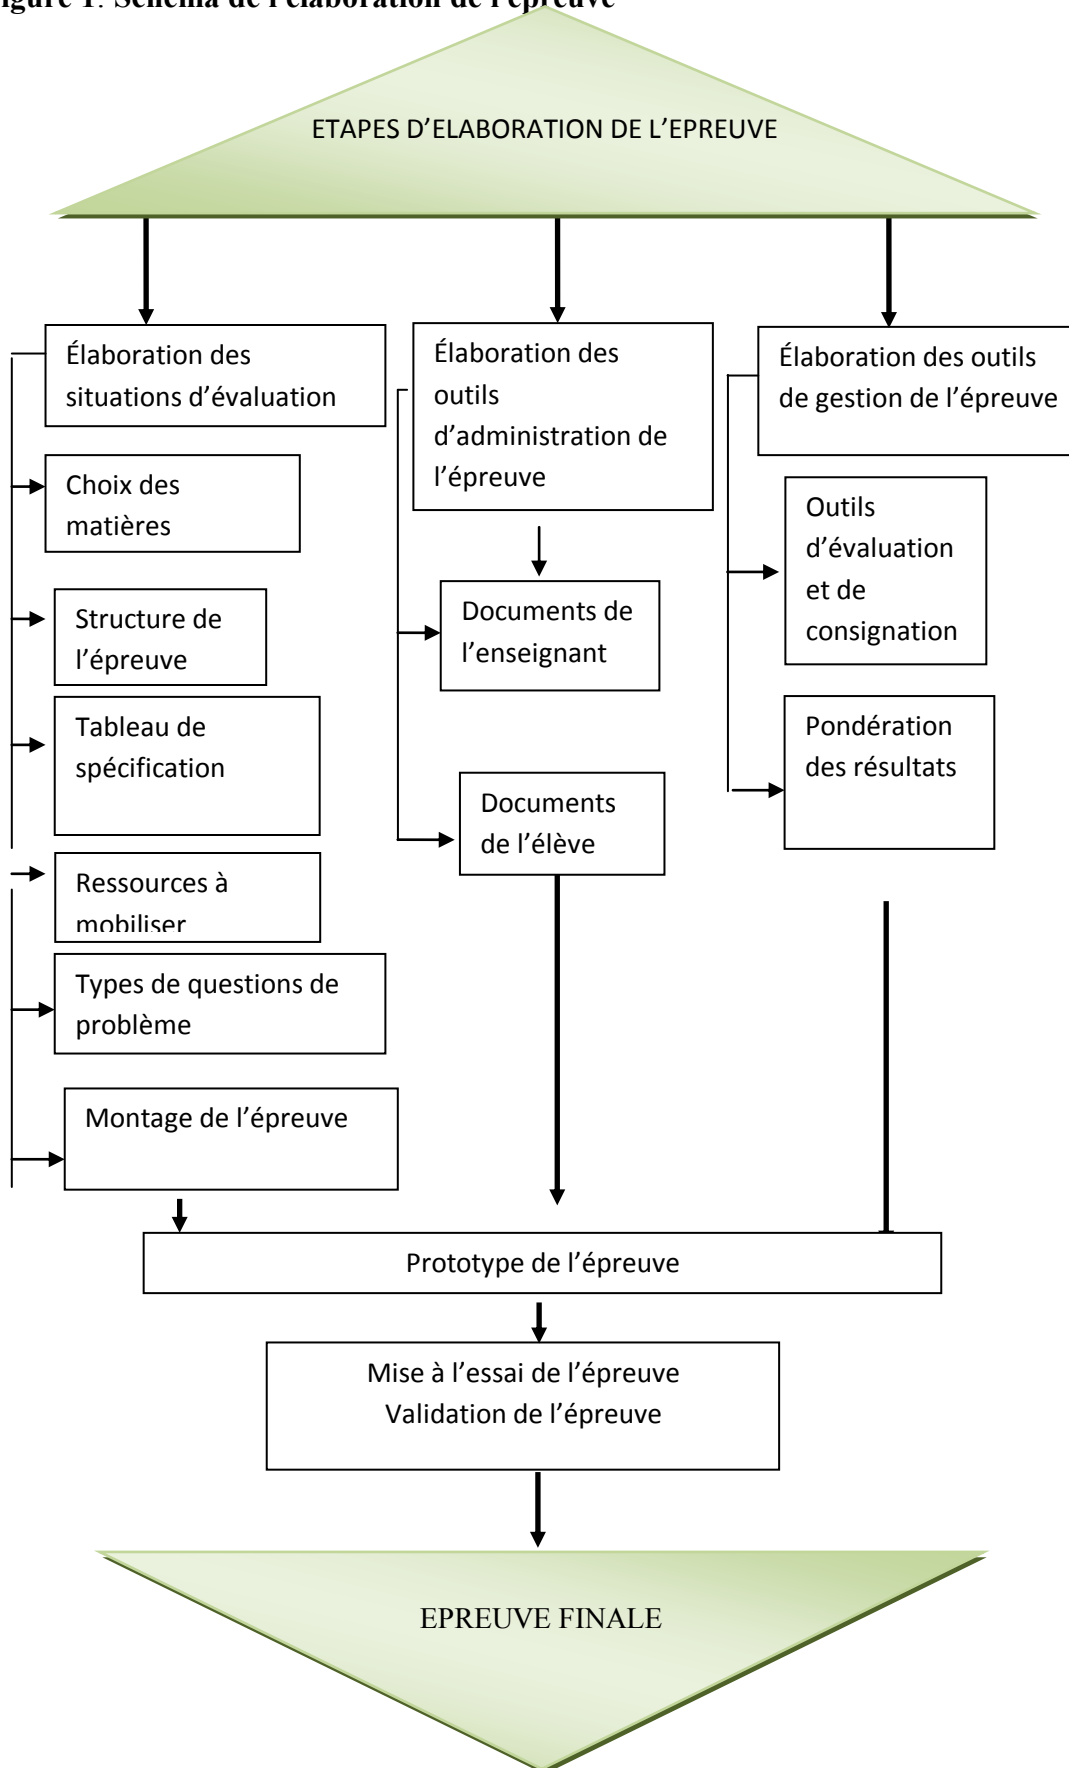 igure 1. Schéma de l'élaboration de l'épreuve
ETAPES D'ELABORATION DE L'EPREUVE
Élaboration des
situations d'évaluation
Choix des
matières
Structure de
l'épreuve
Tableau de
spécification
Ressources à
mobiliser
Types de questions de
problème
Montage de l'épreuve
Élaboration des
outils
d'administration de
l'épreuve
Documents de
l'enseignant
Documents
de l'élève
Élaboration des outils
de gestion de l'épreuve
Outils
d'évaluation
et de
consignation
Pondération
des résultats
Prototype de l'épreuve
Mise à l'essai de l'épreuve
Validation de l'épreuve
EPREUVE FINALE